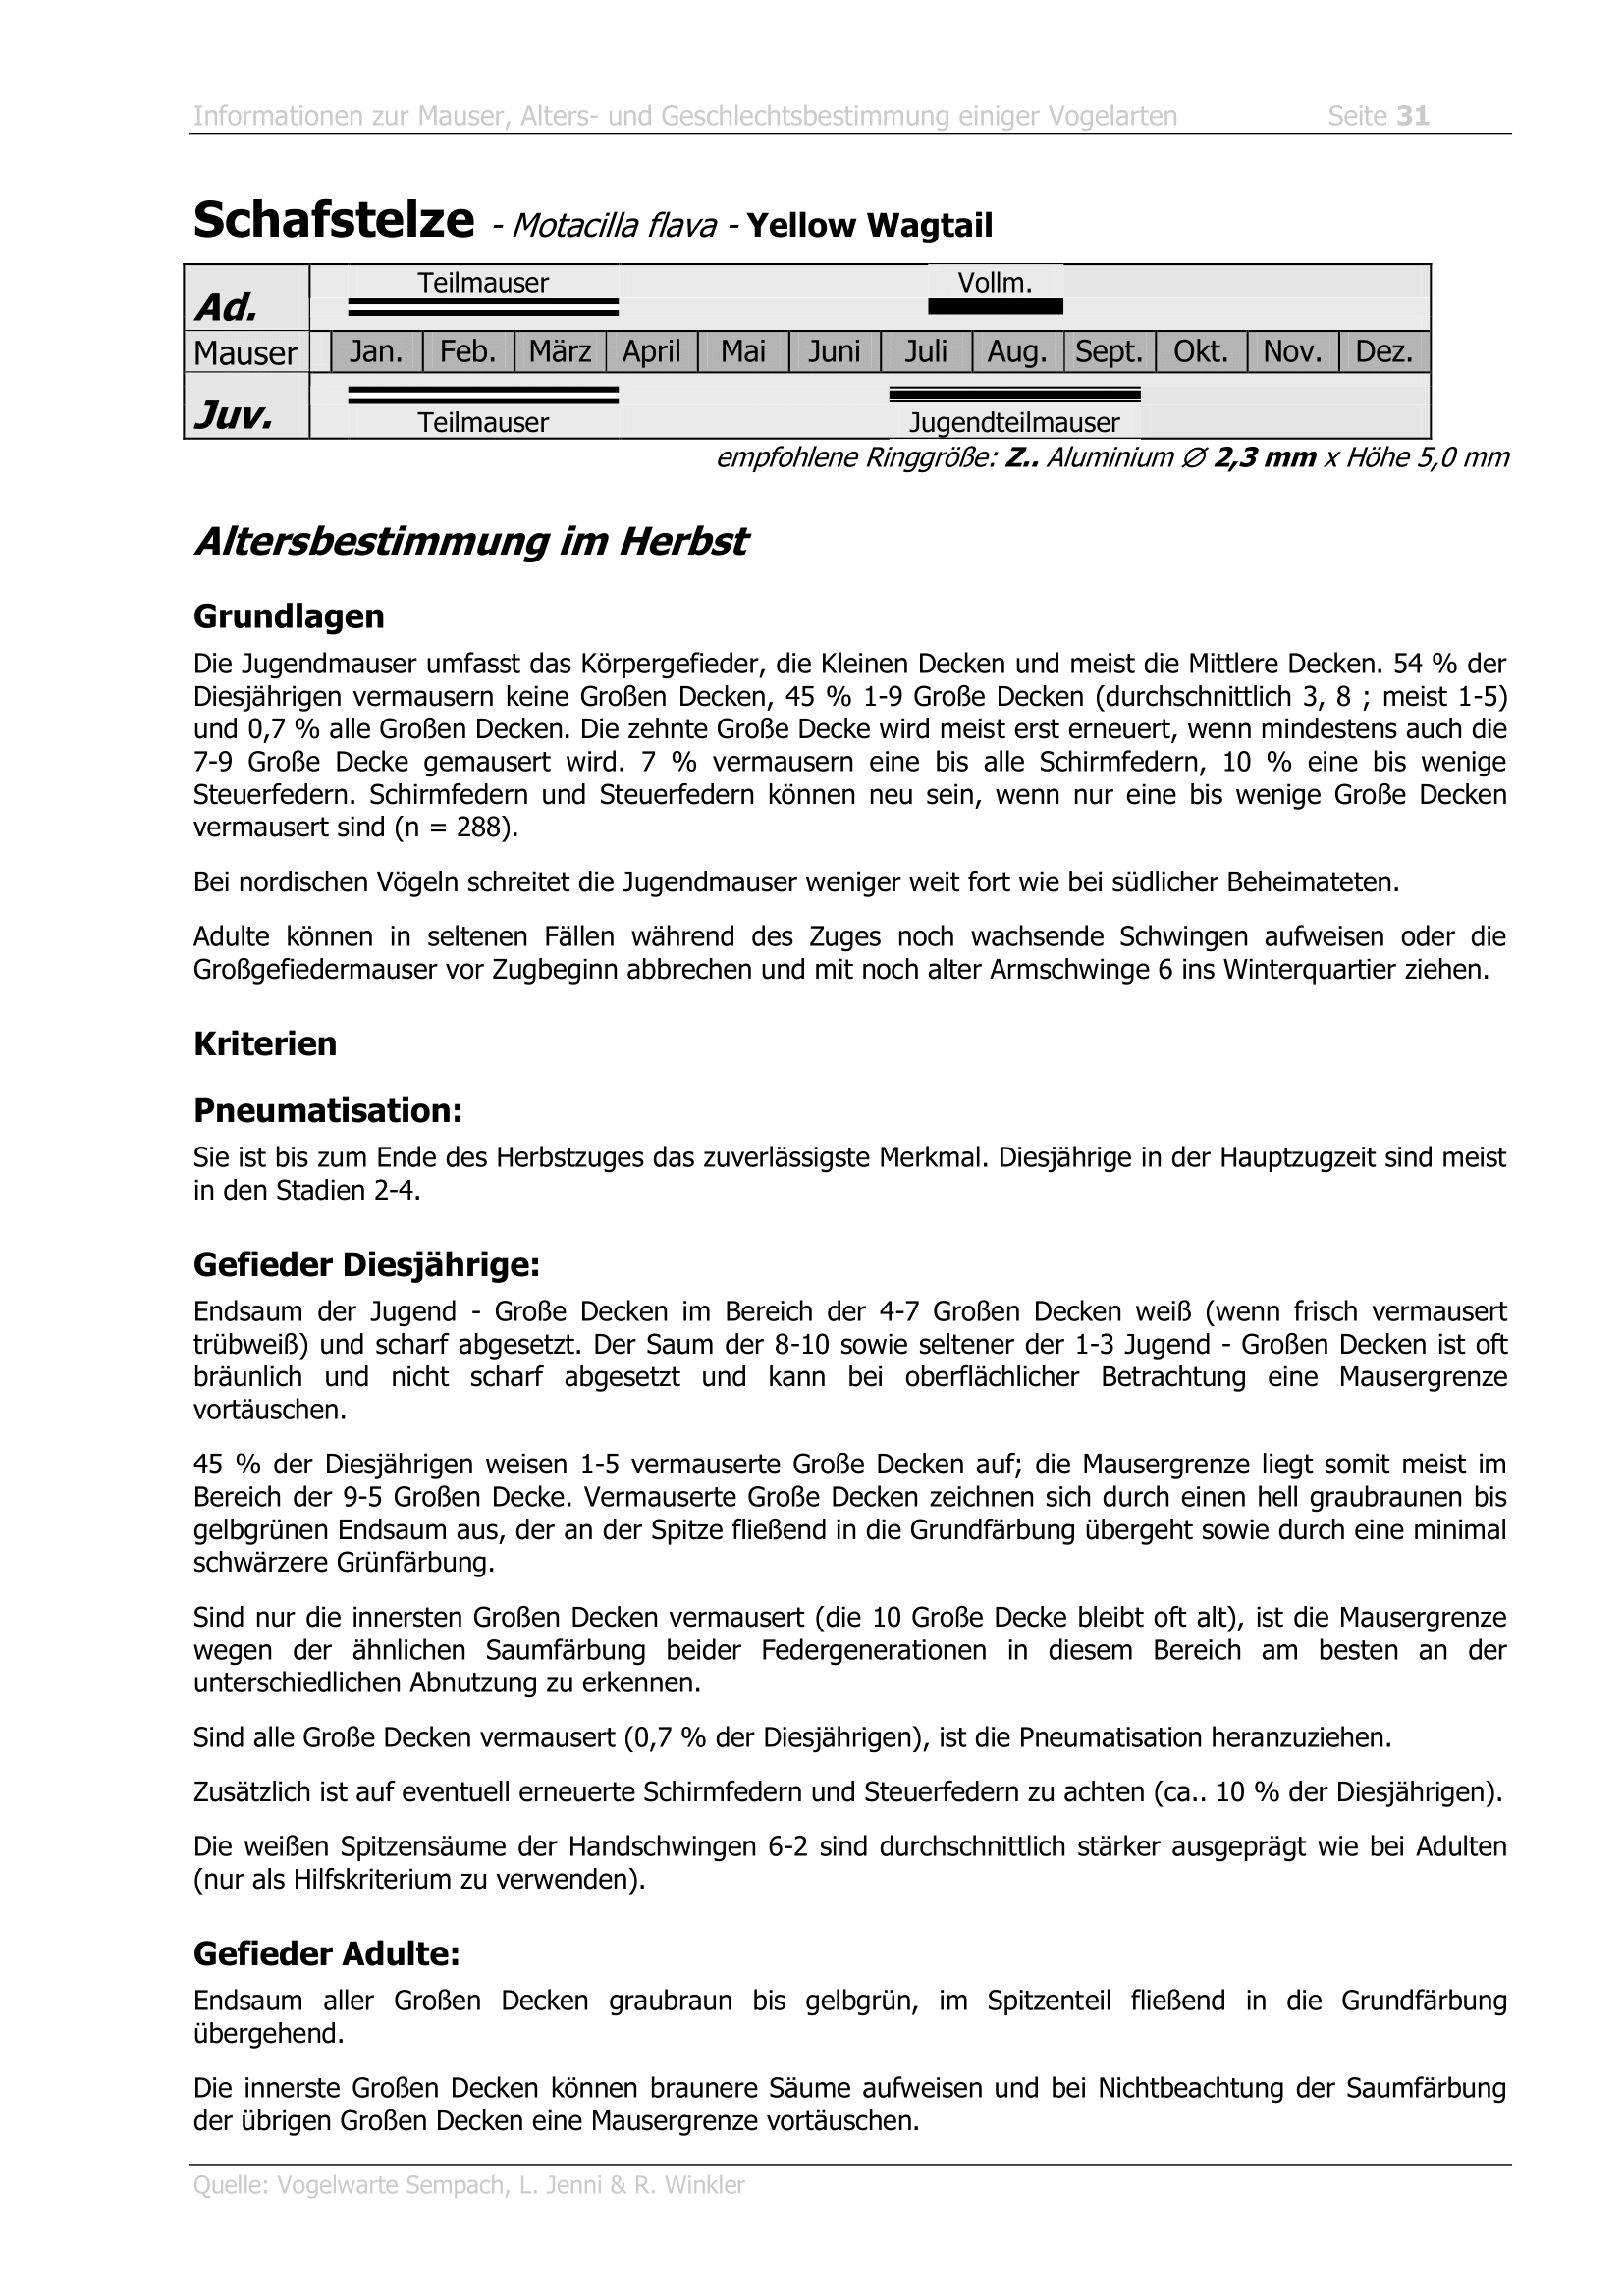 Informationen zur Mauser, Alters- und Geschlechtsbestimmung einiger Vogelarten Seite 31
Schafstelze - Motacilla flava - Yellow Wagtail
Teilmauser Vollm.
Ad.
Mauser Jan. Feb. März April Mai Juni Juli Aug. Sept. Okt. Nov. Dez.
Juv.
Teilmauser Jugendteilmauser
empfohlene Ringgröße: Z.. Aluminium ∅ 2,3 mm x Höhe 5,0 mm
Altersbestimmung im Herbst
Grundlagen
Die Jugendmauser umfasst das Körpergefieder, die Kleinen Decken und meist die Mittlere Decken. 54 % der
Diesjährigen vermausern keine Großen Decken, 45 % 1-9 Große Decken (durchschnittlich 3, 8 ; meist 1-5)
und 0,7 % alle Großen Decken. Die zehnte Große Decke wird meist erst erneuert, wenn mindestens auch die
7-9 Große Decke gemausert wird. 7 % vermausern eine bis alle Schirmfedern, 10 % eine bis wenige
Steuerfedern. Schirmfedern und Steuerfedern können neu sein, wenn nur eine bis wenige Große Decken
vermausert sind (n = 288).
Bei nordischen Vögeln schreitet die Jugendmauser weniger weit fort wie bei südlicher Beheimateten.
Adulte können in seltenen Fällen während des Zuges noch wachsende Schwingen aufweisen oder die
Großgefiedermauser vor Zugbeginn abbrechen und mit noch alter Armschwinge 6 ins Winterquartier ziehen.
Kriterien
Pneumatisation:
Sie ist bis zum Ende des Herbstzuges das zuverlässigste Merkmal. Diesjährige in der Hauptzugzeit sind meist
in den Stadien 2-4.
Gefieder Diesjährige:
Endsaum der Jugend - Große Decken im Bereich der 4-7 Großen Decken weiß (wenn frisch vermausert
trübweiß) und scharf abgesetzt. Der Saum der 8-10 sowie seltener der 1-3 Jugend - Großen Decken ist oft
bräunlich und nicht scharf abgesetzt und kann bei oberflächlicher Betrachtung eine Mausergrenze
vortäuschen.
45 % der Diesjährigen weisen 1-5 vermauserte Große Decken auf; die Mausergrenze liegt somit meist im
Bereich der 9-5 Großen Decke. Vermauserte Große Decken zeichnen sich durch einen hell graubraunen bis
gelbgrünen Endsaum aus, der an der Spitze fließend in die Grundfärbung übergeht sowie durch eine minimal
schwärzere Grünfärbung.
Sind nur die innersten Großen Decken vermausert (die 10 Große Decke bleibt oft alt), ist die Mausergrenze
wegen der ähnlichen Saumfärbung beider Federgenerationen in diesem Bereich am besten an der
unterschiedlichen Abnutzung zu erkennen.
Sind alle Große Decken vermausert (0,7 % der Diesjährigen), ist die Pneumatisation heranzuziehen.
Zusätzlich ist auf eventuell erneuerte Schirmfedern und Steuerfedern zu achten (ca.. 10 % der Diesjährigen).
Die weißen Spitzensäume der Handschwingen 6-2 sind durchschnittlich stärker ausgeprägt wie bei Adulten
(nur als Hilfskriterium zu verwenden).
Gefieder Adulte:
Endsaum aller Großen Decken graubraun bis gelbgrün, im Spitzenteil fließend in die Grundfärbung
übergehend.
Die innerste Großen Decken können braunere Säume aufweisen und bei Nichtbeachtung der Saumfärbung
der übrigen Großen Decken eine Mausergrenze vortäuschen.
Quelle: Vogelwarte Sempach, L. Jenni & R. Winkler